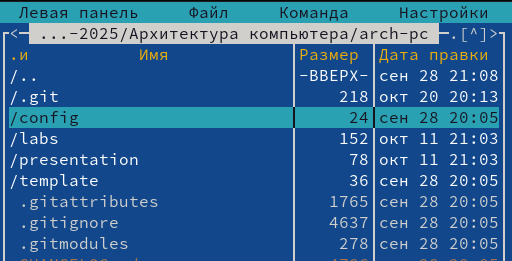 Левая панель Файл Команда Настройки
<─ ...-2025/Архитектура компьютера/arch-pc ─.[^]>
.и Имя Размер Дата правки
/.. -ВВЕРХ- сен 28 21:08
/.git 218 окт 20 20:13
/config 24 сен 28 20:05
/labs 152 окт 11 21:03
/presentation 78 окт 11 21:03
/template 36 сен 28 20:05
.gitattributes 1765 сен 28 20:05
.gitignore 4637 сен 28 20:05
.gitmodules 278 сен 28 20:05